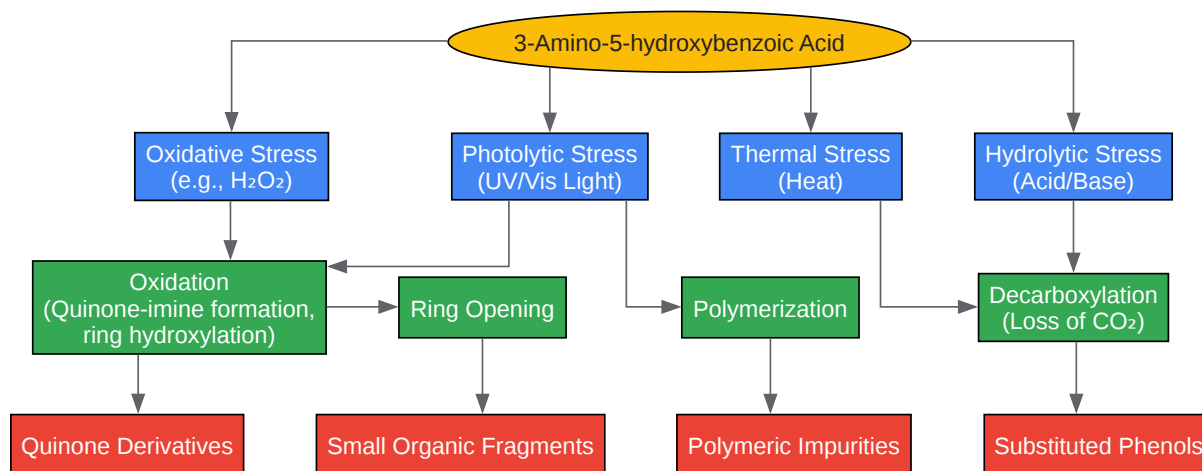 3-Amino-5-hydroxybenzoic Acid
Oxidative Stress
(e.g., H₂O₂)
Photolytic Stress
(UV/Vis Light)
Thermal Stress
(Heat)
Hydrolytic Stress
(Acid/Base)
Oxidation
(Quinone-imine formation,
ring hydroxylation)
Ring Opening
Polymerization
Decarboxylation
(Loss of CO₂)
Quinone Derivatives
Small Organic Fragments
Polymeric Impurities
Substituted Phenols